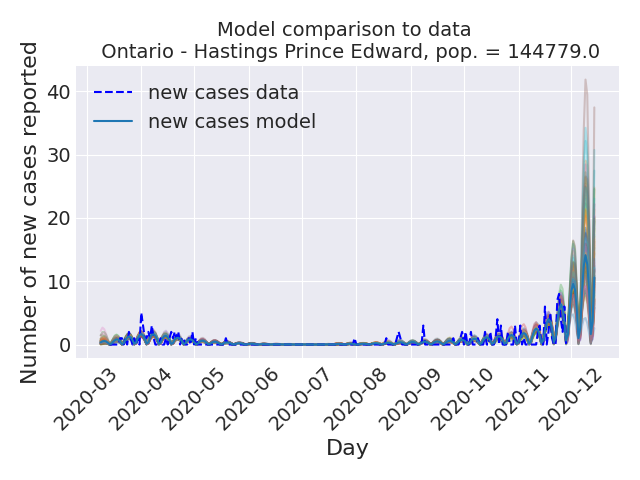 Model comparison to data
Ontario - Hastings Prince Edward, pop. = 144779.0
Number of new cases reported
40
30
20
10
0
new cases data
new cases model
2020-03
2020-04
2020-05
2020-06
2020-07
2020-08
2020-09
2020-10
2020-11
2020-12
Day